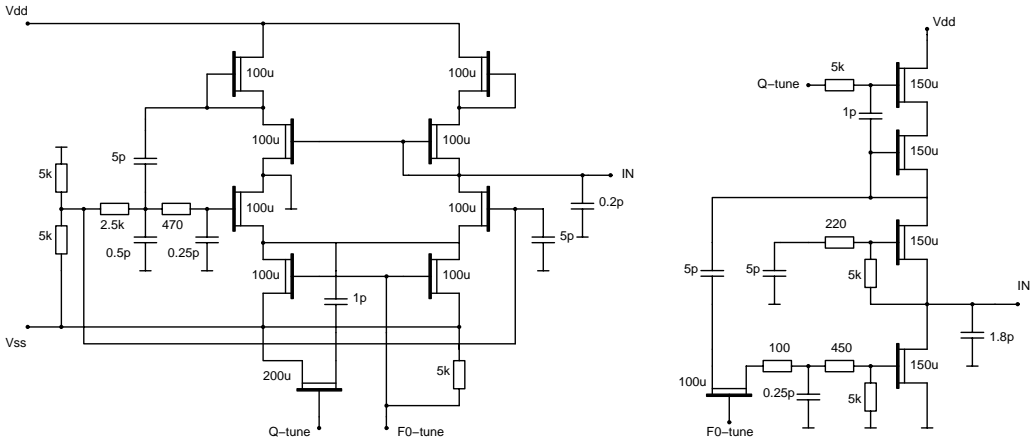 Vdd
100u
100u
100u
100u
5p
5k
IN
100u
100u
0.2p
2.5k
470
5k
0.5p
0.25p
5p
100u
100u
1p
Vss
200u
5k
Q-tune
F0-tune
Vdd
5k
Q-tune
150u
1p
150u
220
150u
5p
5p
5k
IN
1.8p
100
450
150u
100u
0.25p
5k
F0-tune